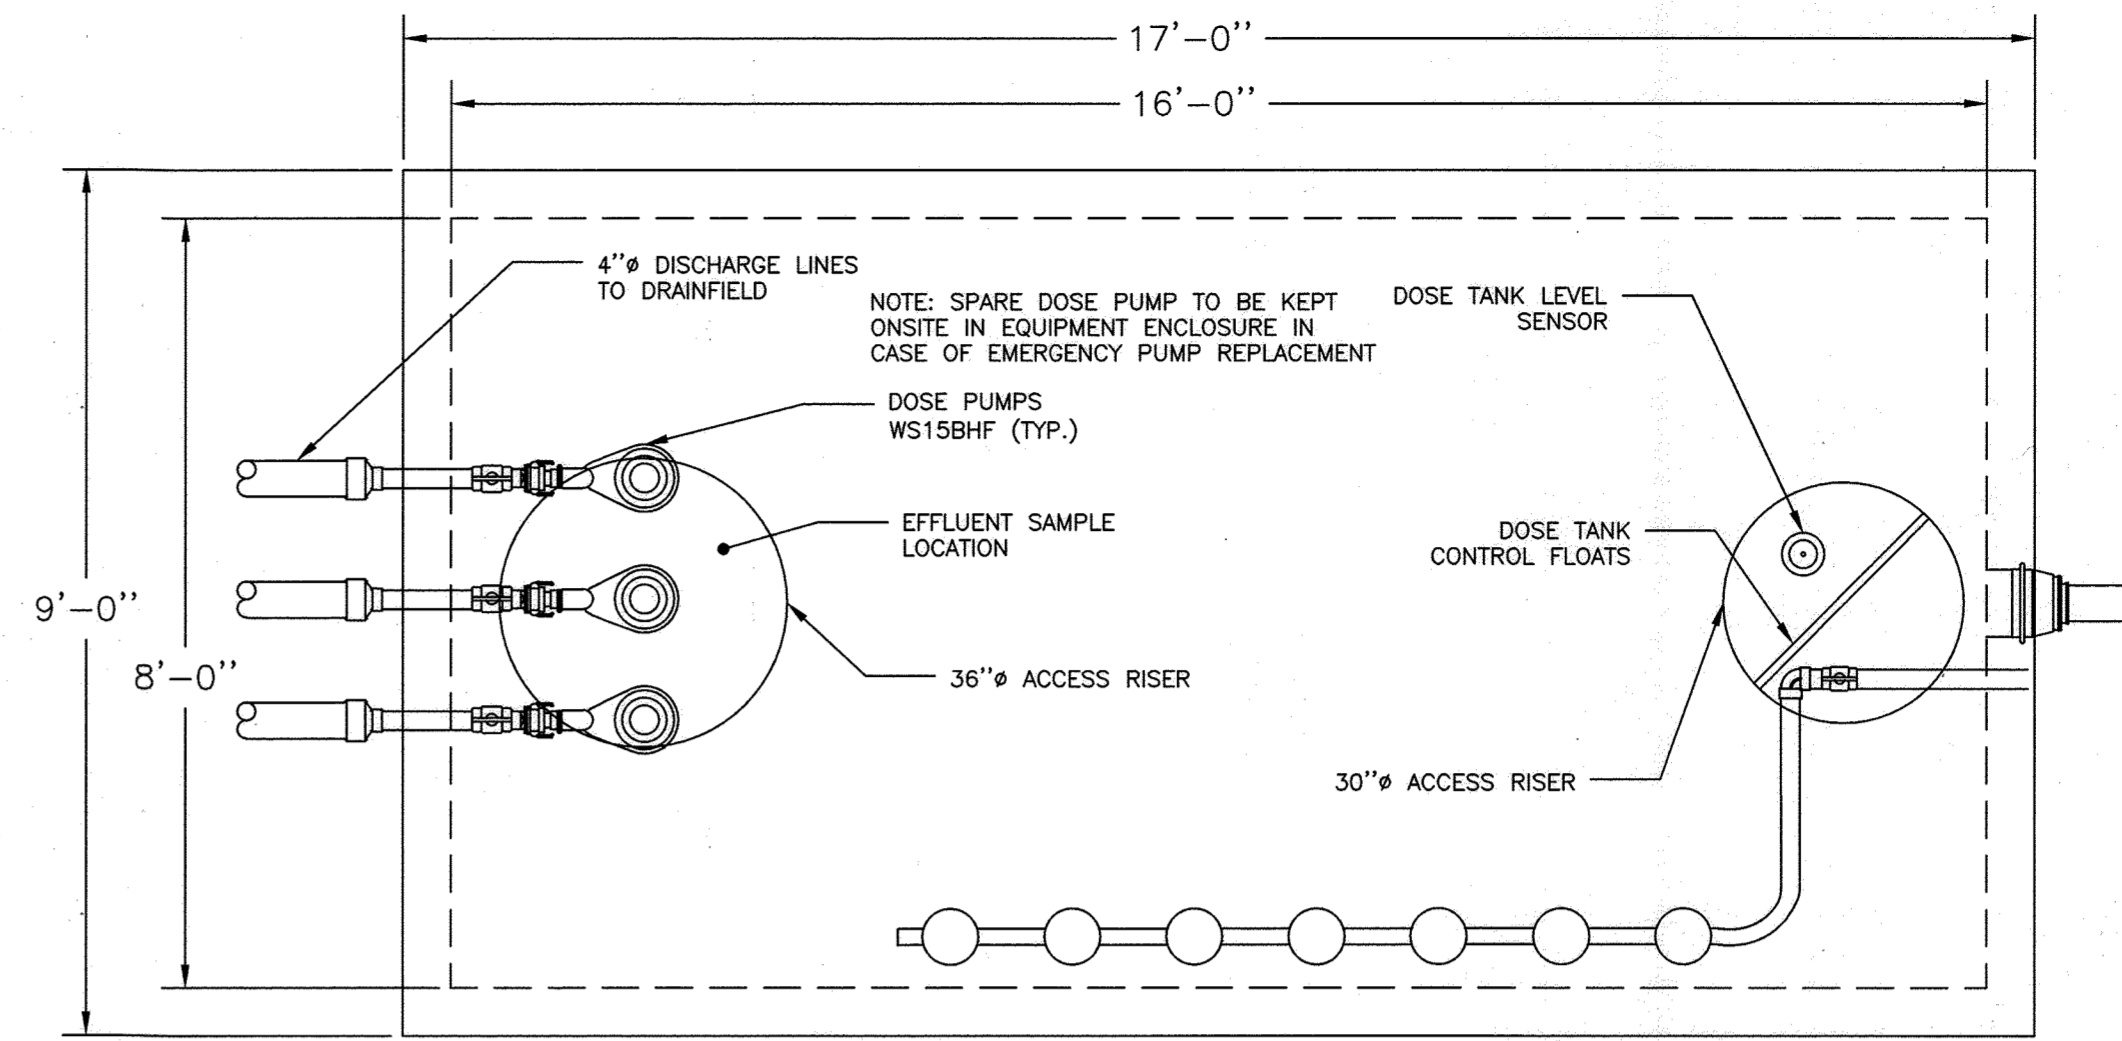 17'-0''
16'-0''
4''ø DISCHARGE LINES
TO DRAINFIELD
NOTE: SPARE DOSE PUMP TO BE KEPT
ONSITE IN EQUIPMENT ENCLOSURE IN
CASE OF EMERGENCY PUMP REPLACEMENT
DOSE TANK LEVEL
SENSOR
DOSE PUMPS
WS15BHF (TYP.)
EFFLUENT SAMPLE
LOCATION
DOSE TANK
CONTROL FLOATS
9'-0''
8'-0''
36''ø ACCESS RISER
30''ø ACCESS RISER